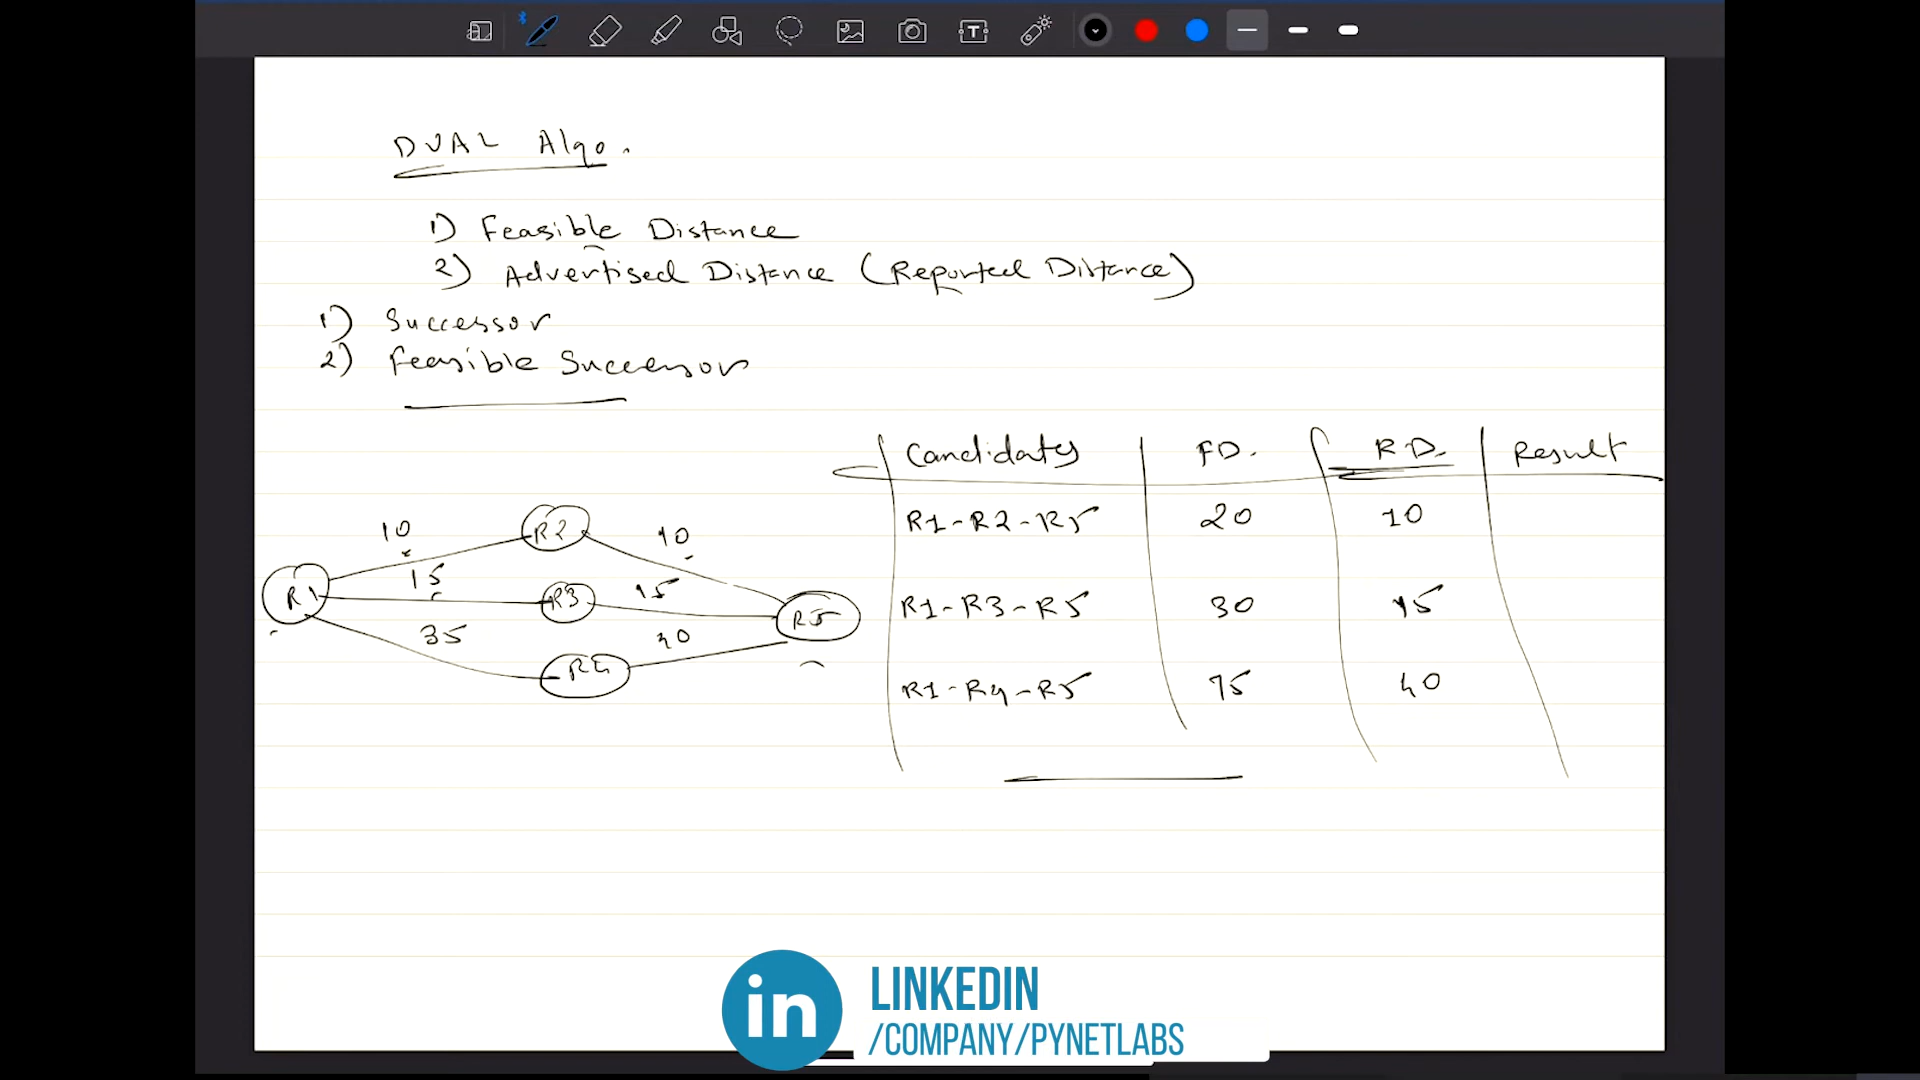 DUAL Algo.
1) Feasible Distance
2) Advertised Distance (Reported Distance)
1) Successor
2) Feasible Successor
Candidates FD. RD. Result
R1-R2-R5 20 10
R1-R3-R5 30 15
R1-R4-R5 75 40
10 R2 10
R1 15 R3 15 R5
35 R4 40
in LINKEDIN
/COMPANY/PYNETLABS